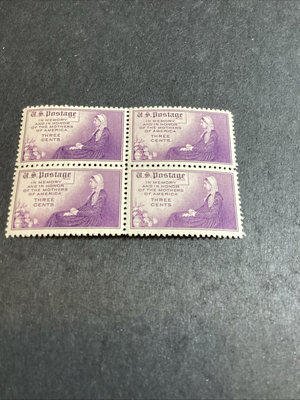 U.S. Postage
IN MEMORY
AND IN HONOR
OF THE MOTHERS
OF AMERICA
THREE
CENTS
U.S. Postage
IN MEMORY
AND IN HONOR
OF THE MOTHERS
OF AMERICA
THREE
CENTS
U.S. Postage
IN MEMORY
AND IN HONOR
OF THE MOTHERS
OF AMERICA
THREE
CENTS
U.S. Postage
IN MEMORY
AND IN HONOR
OF THE MOTHERS
OF AMERICA
THREE
CENTS